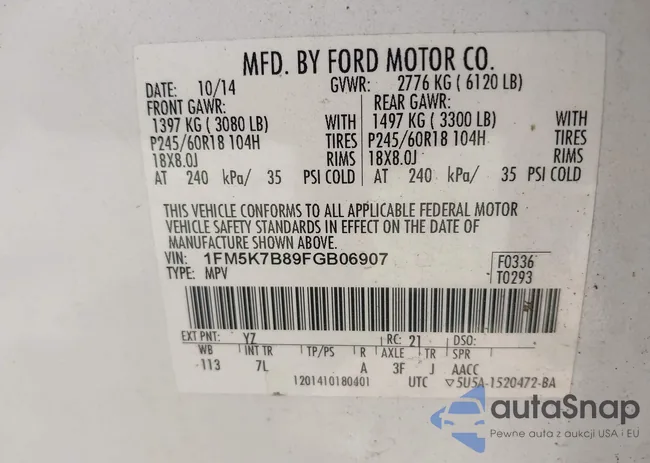 MFD. BY FORD MOTOR CO.
DATE: 10/14 GVWR: 2776 KG ( 6120 LB)
FRONT GAWR: REAR GAWR:
1397 KG ( 3080 LB) WITH 1497 KG ( 3300 LB) WITH
P245/60R18 104H TIRES P245/60R18 104H TIRES
18X8.0J RIMS 18X8.0J RIMS
AT 240 kPa/ 35 PSI COLD AT 240 kPa/ 35 PSI COLD
THIS VEHICLE CONFORMS TO ALL APPLICABLE FEDERAL MOTOR
VEHICLE SAFETY STANDARDS IN EFFECT ON THE DATE OF
MANUFACTURE SHOWN ABOVE.
VIN: 1FM5K7B89FGB06907 F0336
TYPE: MPV T0293
EXT PNT: YZ RC: 21 DSO:
WB INT TR TP/PS R AXLE TR SPR
113 7L A 3F J AACC
1201410180401 UTC ▽5U5A-1520472-BA
autaSnap
Pewne auta z aukcji USA i EU